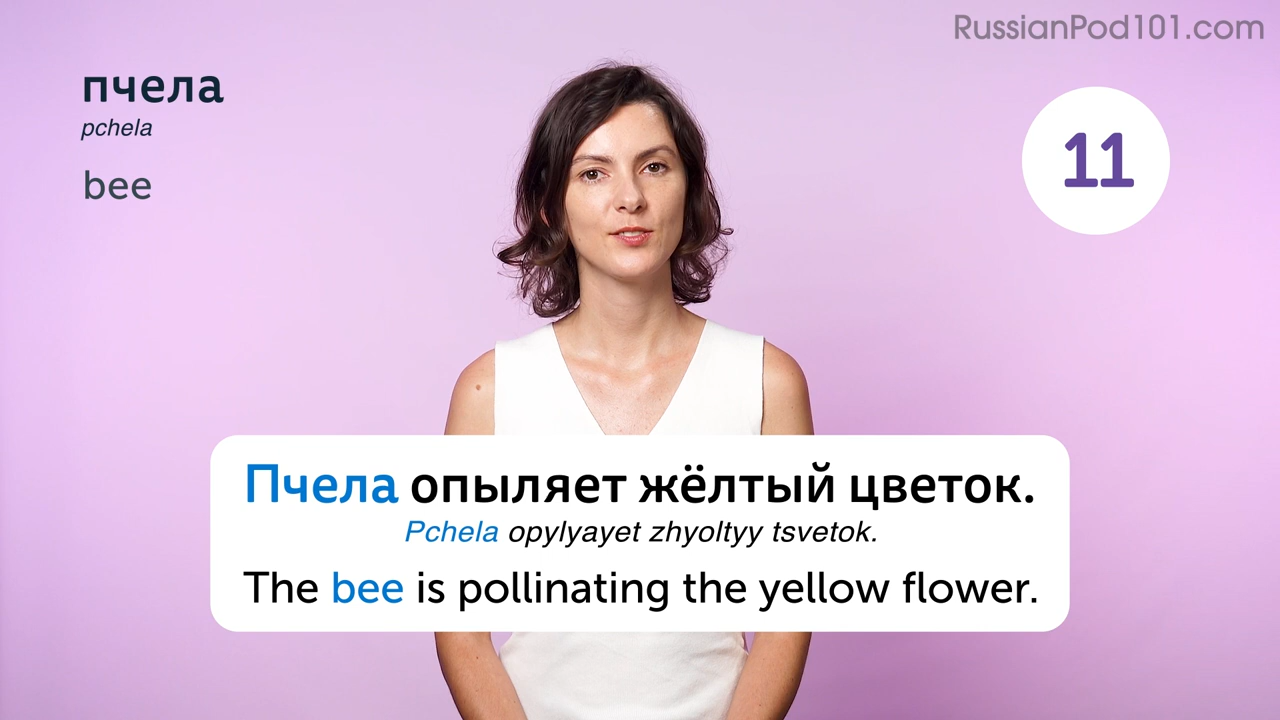 RussianPod101.com
пчела
pchela
bee
11
Пчела опыляет жёлтый цветок.
Pchela opylyayet zhyoltyy tsvetok.
The bee is pollinating the yellow flower.